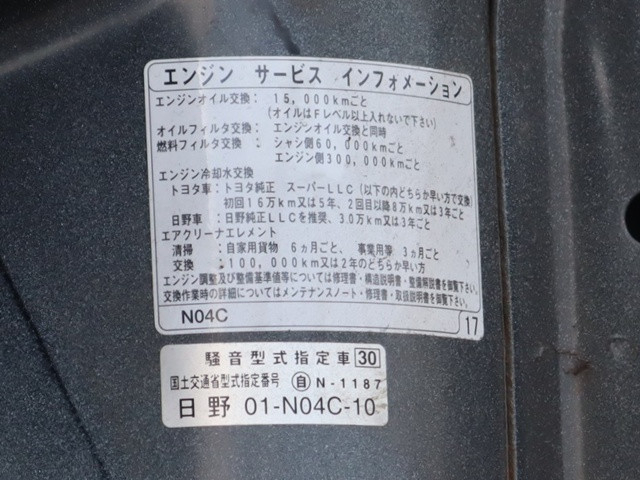 エンジン サービス インフォメーション
エンジンオイル交換： 15,000kmごと
(オイルはFレベル以上入れないで下さい)
オイルフィルタ交換： エンジンオイル交換と同時
燃料フィルタ交換： シャシ側60,000kmごと
エンジン側300,000kmごと
エンジン冷却水交換
トヨタ車：トヨタ純正 スーパーLLC (以下の内どちらか早い方で交換)
初回16万km又は5年、2回目以降8万km又は3年ごと
日野車：日野純正LLCを推奨、3.0万km又は3年ごと
エアクリーナエレメント
清掃 ：自家用貨物 6ヵ月ごと、 事業用等 3ヵ月ごと
交換 ：100,000km又は2年のどちらか早い方
エンジン調整及び整備基準値等については修理書・構造説明書・整備解説書を御覧下さい。
交換作業時の詳細についてはメンテナンスノート・修理書・取扱説明書を御覧下さい。
N04C 17
騒音型式指定車 30
国土交通省型式指定番号 自 N-1187
日野 01-N04C-10